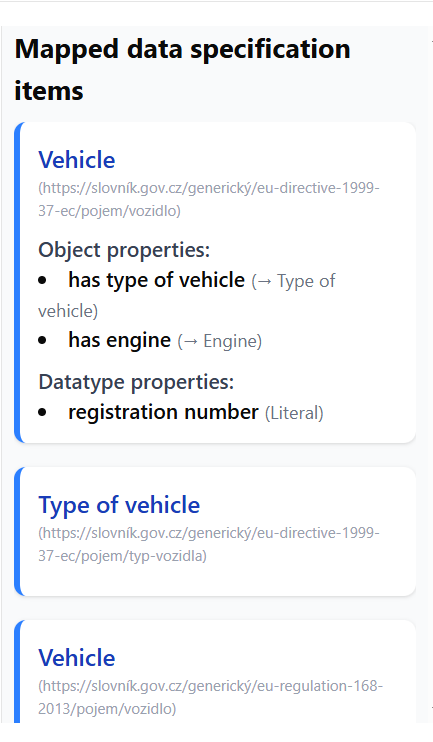 Mapped data specification
items
Vehicle
(https://slovník.gov.cz/generický/eu-directive-1999-
37-ec/pojem/vozidlo)
Object properties:
• has type of vehicle (→ Type of
vehicle)
• has engine (→ Engine)
Datatype properties:
• registration number (Literal)
Type of vehicle
(https://slovník.gov.cz/generický/eu-directive-1999-
37-ec/pojem/typ-vozidla)
Vehicle
(https://slovník.gov.cz/generický/eu-regulation-168-
2013/pojem/vozidlo)